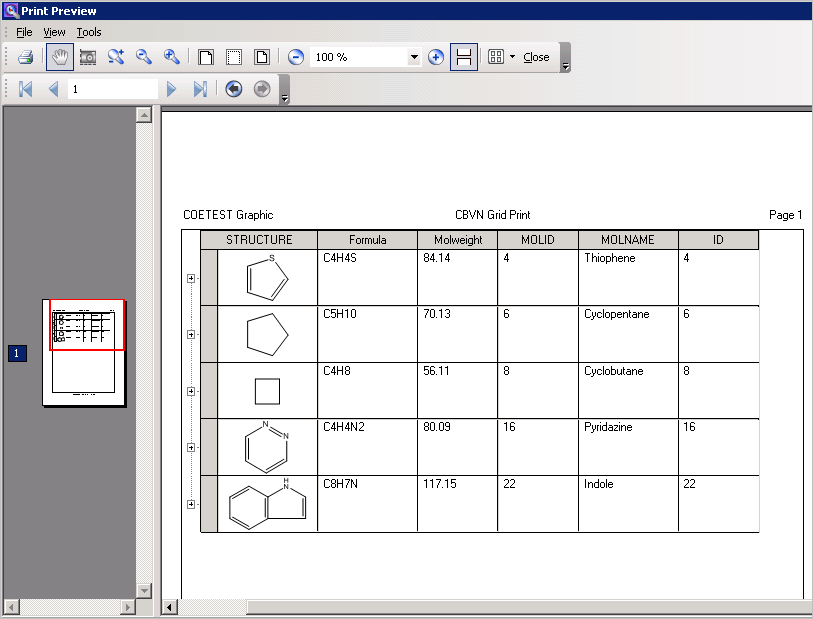 Print Preview
File View Tools
100 % Close
1
COETEST Graphic CBVN Grid Print Page 1
STRUCTURE Formula Molweight MOLID MOLNAME ID
S C4H4S 84.14 4 Thiophene 4
C5H10 70.13 6 Cyclopentane 6
1
C4H8 56.11 8 Cyclobutane 8
N N C4H4N2 80.09 16 Pyridazine 16
H
N C8H7N 117.15 22 Indole 22